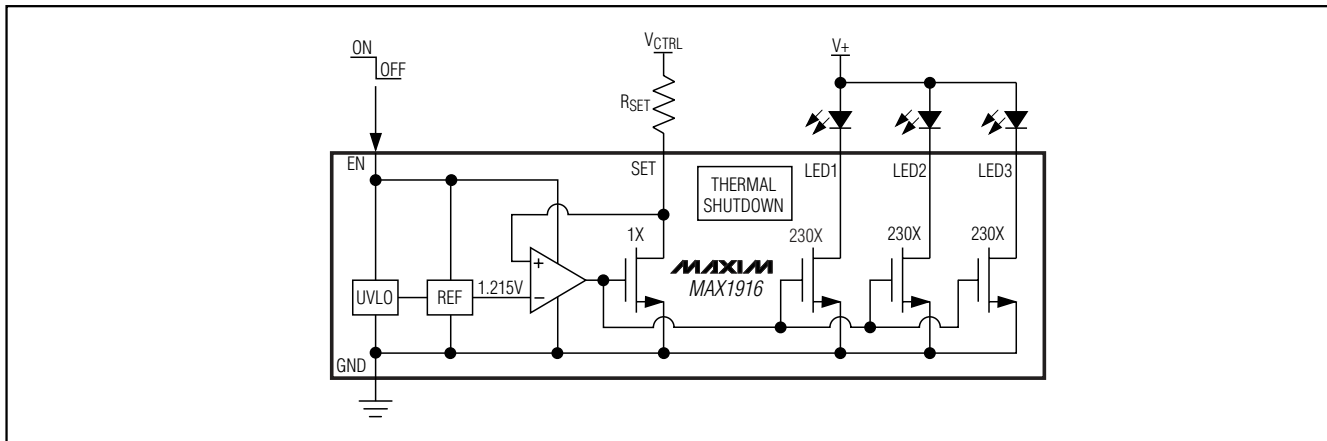 ON
OFF
VCTRL
V+
RSET
EN
SET
THERMAL
SHUTDOWN
LED1
LED2
LED3
1X
230X
230X
230X
MAXIM
MAX1916
UVLO
REF
1.215V
+
−
GND